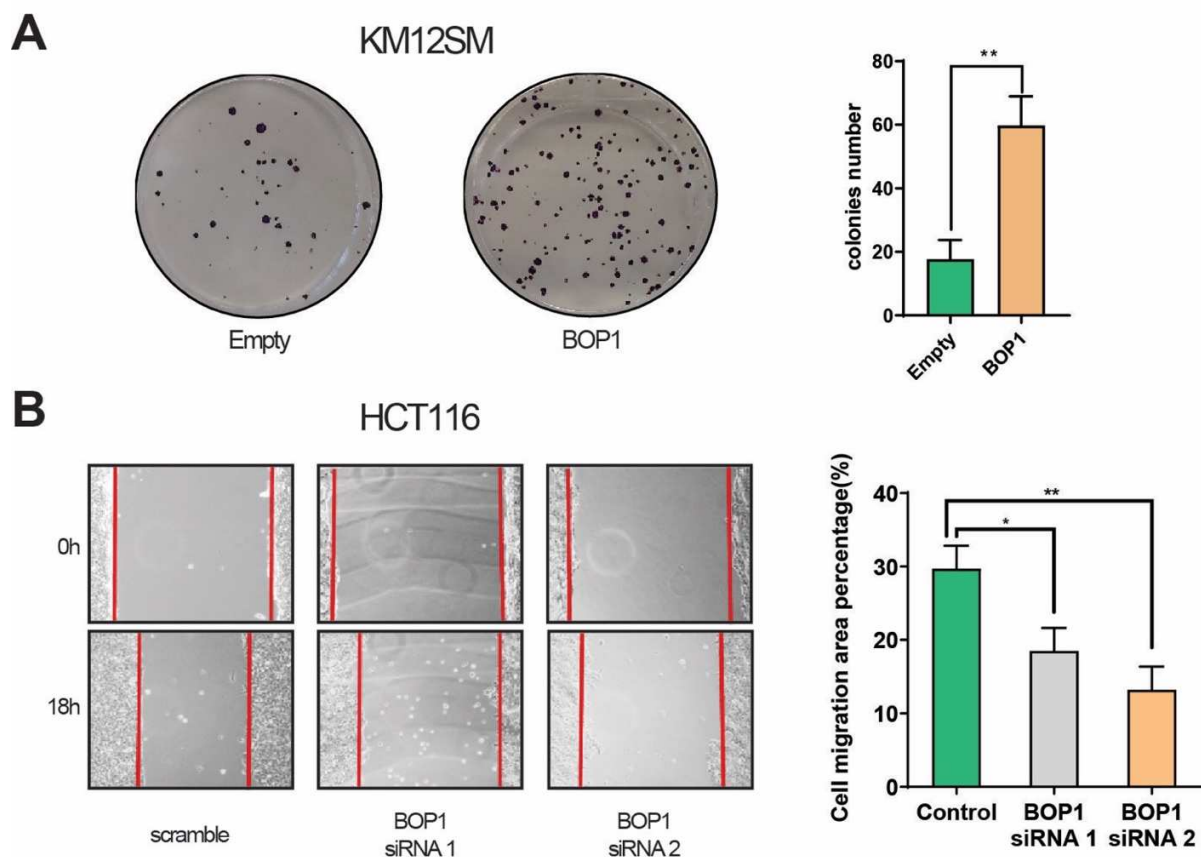 A
KM12SM
Empty
BOP1
colonies number
80
60
40
20
0
**
Empty
BOP1
B
HCT116
0h
18h
scramble
BOP1
siRNA 1
BOP1
siRNA 2
Cell migration area percentage(%)
40
30
20
10
0
**
*
Control
BOP1
siRNA 1
BOP1
siRNA 2